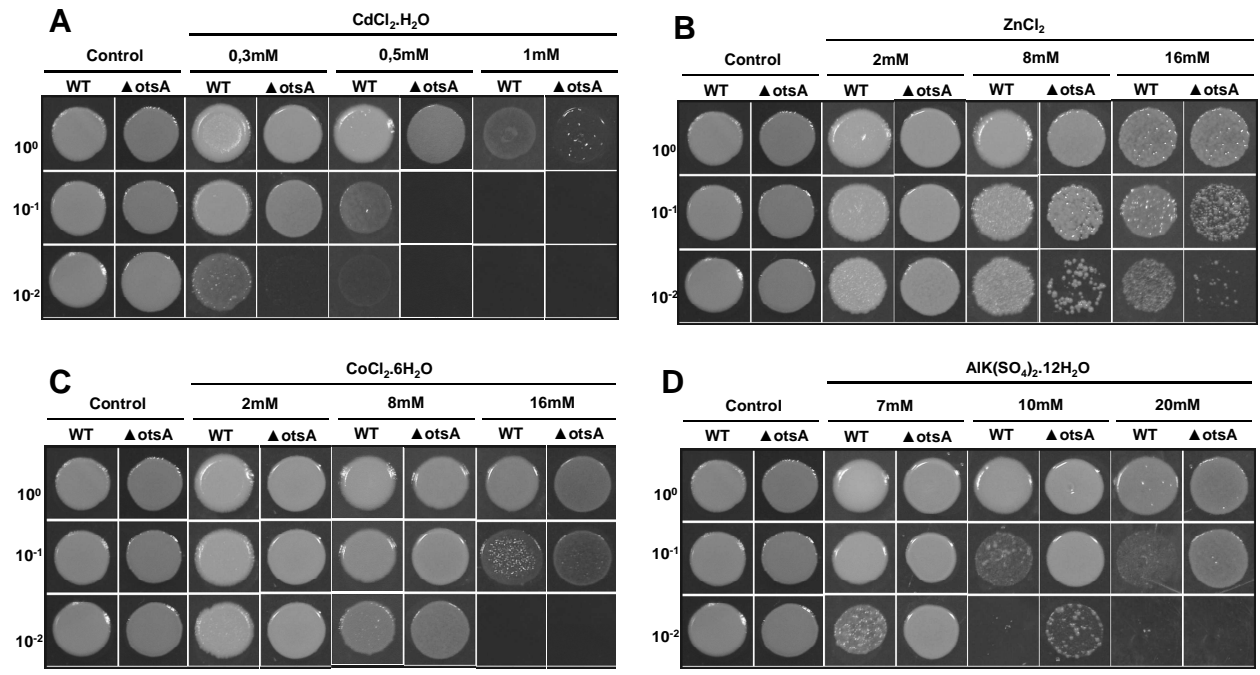 A
CdCl₂.H₂O
Control 0,3mM 0,5mM 1mM
WT ▲otsA WT ▲otsA WT ▲otsA WT ▲otsA
10⁰
10⁻¹
10⁻²
B
ZnCl₂
Control 2mM 8mM 16mM
WT ▲otsA WT ▲otsA WT ▲otsA WT ▲otsA
10⁰
10⁻¹
10⁻²
C
CoCl₂.6H₂O
Control 2mM 8mM 16mM
WT ▲otsA WT ▲otsA WT ▲otsA WT ▲otsA
10⁰
10⁻¹
10⁻²
D
AlK(SO₄)₂.12H₂O
Control 7mM 10mM 20mM
WT ▲otsA WT ▲otsA WT ▲otsA WT ▲otsA
10⁰
10⁻¹
10⁻²